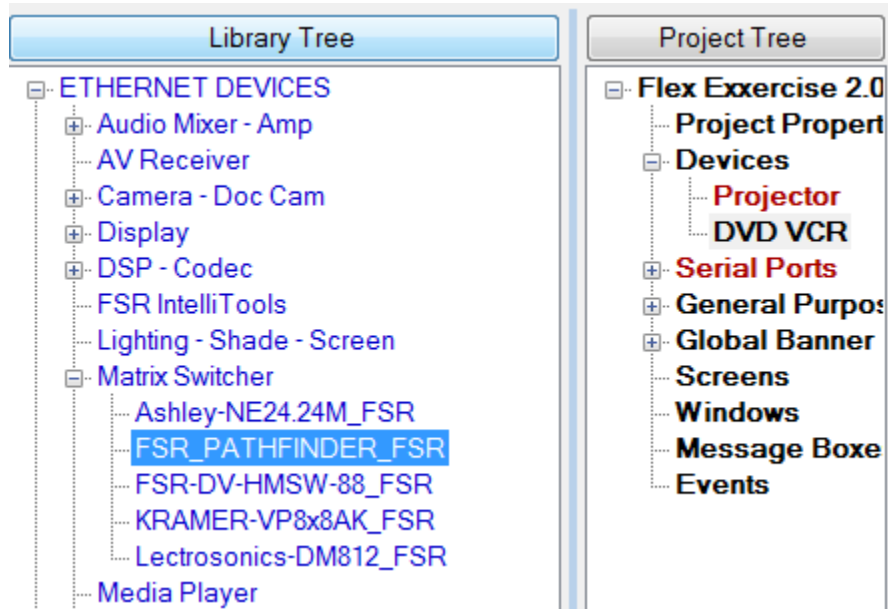 Library Tree
ETHERNET DEVICES
Audio Mixer - Amp
AV Receiver
Camera - Doc Cam
Display
DSP - Codec
FSR IntelliTools
Lighting - Shade - Screen
Matrix Switcher
Ashley-NE24.24M_FSR
FSR_PATHFINDER_FSR
FSR-DV-HMSW-88_FSR
KRAMER-VP8x8AK_FSR
Lectrosonics-DM812_FSR
Media Player
Project Tree
Flex Exxercise 2.0
Project Propert
Devices
Projector
DVD VCR
Serial Ports
General Purpos
Global Banner
Screens
Windows
Message Boxe
Events